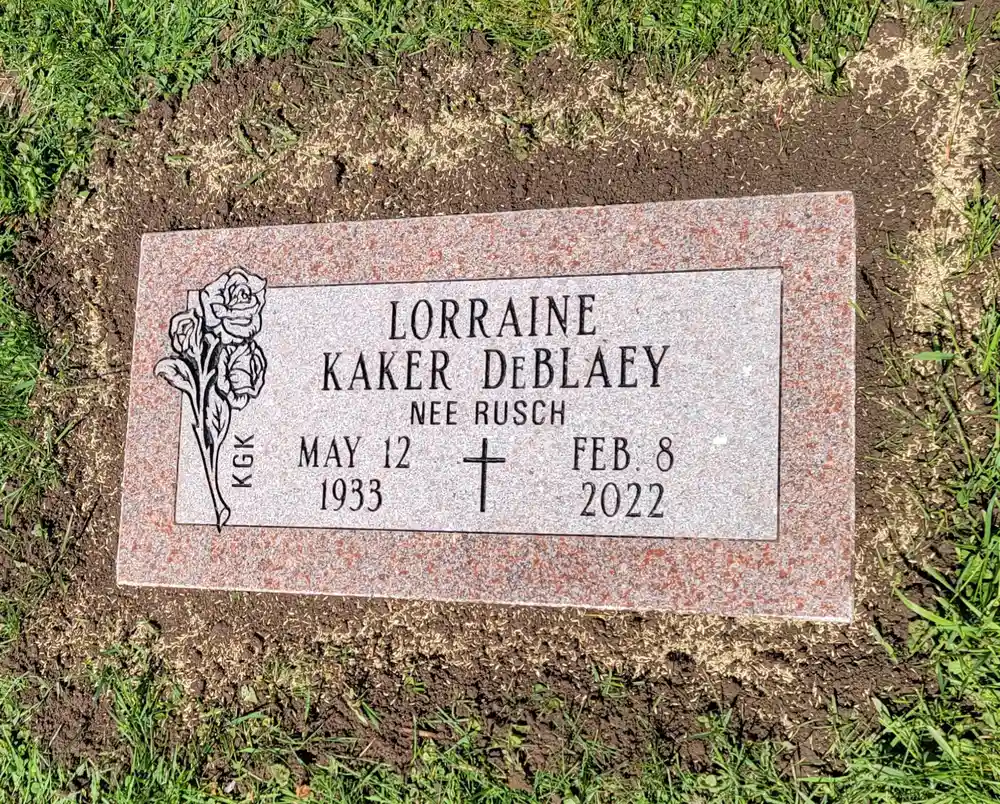 LORRAINE
KAKER DEBLAEY
NEE RUSCH
MAY 12
1933
FEB. 8
2022
KGK